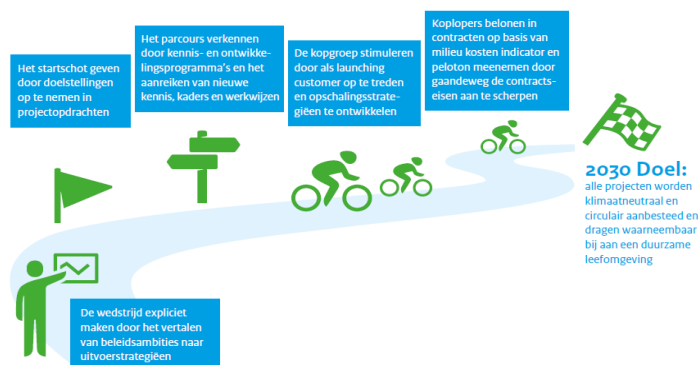 Het startschot geven
door doelstellingen
op te nemen in
projectopdrachten
Het parcours verkennen
door kennis- en ontwikke-
lingsprogramma's en het
aanreiken van nieuwe
kennis, kaders en werkwijzen
De kopgroep stimuleren
door als launching
customer op te treden
en opschalingsstrate-
gieën te ontwikkelen
Koplopers belonen in
contracten op basis van
milieu kosten indicator en
peloton meenemen door
gaandeweg de contracts-
eisen aan te scherpen
2030 Doel:
alle projecten worden
klimaatneutraal en
circulair aanbesteed en
dragen waarneembaar
bij aan een duurzame
leefomgeving
De wedstrijd expliciet
maken door het vertalen
van beleidsambities naar
uitvoerstrategiën